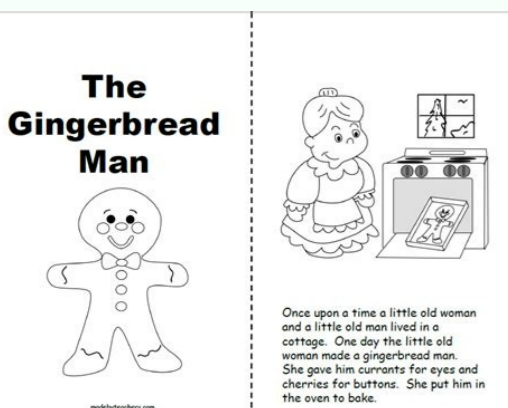 The
Gingerbread
Man
madebyteachers.com
Once upon a time a little old woman
and a little old man lived in a
cottage. One day the little old
woman made a gingerbread man.
She gave him currants for eyes and
cherries for buttons. She put him in
the oven to bake.